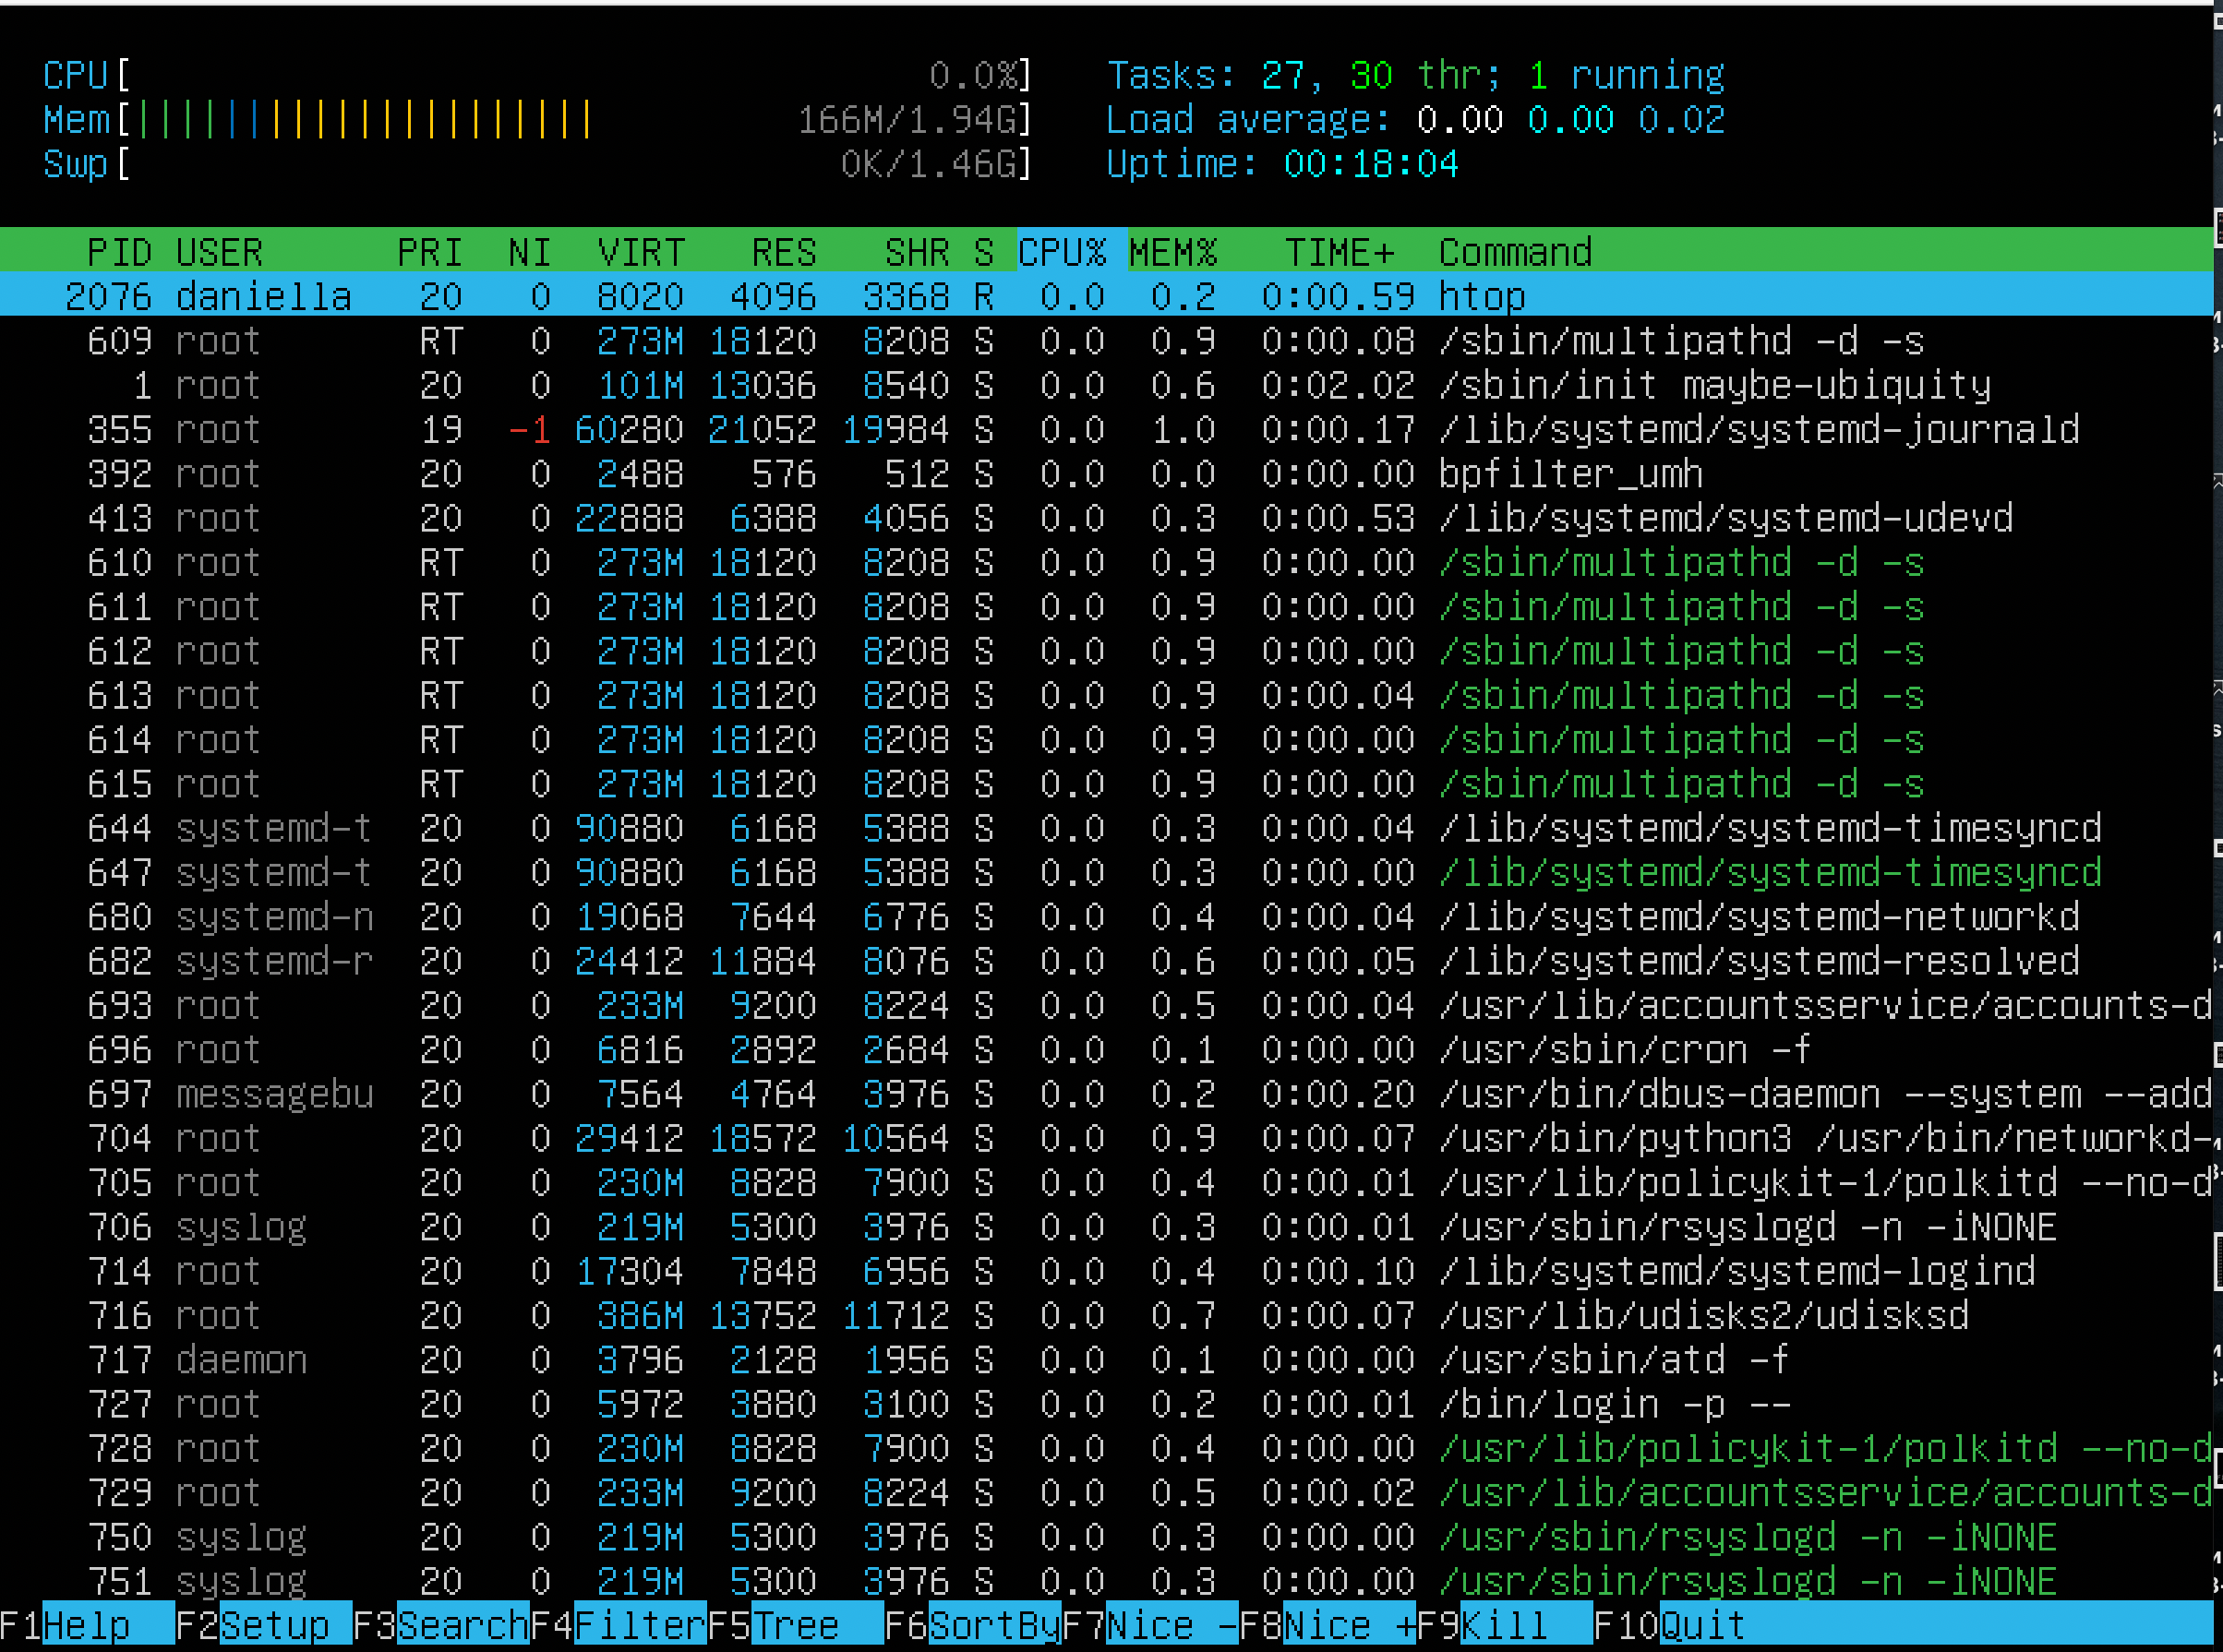 CPU[ 0.0%] Tasks: 27, 30 thr; 1 running
Mem[||||||||||||||||||||| 166M/1.94G] Load average: 0.00 0.00 0.02
Swp[ 0K/1.46G] Uptime: 00:18:04
PID USER PRI NI VIRT RES SHR S CPU% MEM% TIME+ Command
2076 daniella 20 0 8020 4096 3368 R 0.0 0.2 0:00.59 htop
609 root RT 0 273M 18120 8208 S 0.0 0.9 0:00.08 /sbin/multipathd -d -s
1 root 20 0 101M 13036 8540 S 0.0 0.6 0:02.02 /sbin/init maybe-ubiquity
355 root 19 -1 60280 21052 19984 S 0.0 1.0 0:00.17 /lib/systemd/systemd-journald
392 root 20 0 2488 576 512 S 0.0 0.0 0:00.00 bpfilter_umh
413 root 20 0 22888 6388 4056 S 0.0 0.3 0:00.53 /lib/systemd/systemd-udevd
610 root RT 0 273M 18120 8208 S 0.0 0.9 0:00.00 /sbin/multipathd -d -s
611 root RT 0 273M 18120 8208 S 0.0 0.9 0:00.00 /sbin/multipathd -d -s
612 root RT 0 273M 18120 8208 S 0.0 0.9 0:00.00 /sbin/multipathd -d -s
613 root RT 0 273M 18120 8208 S 0.0 0.9 0:00.04 /sbin/multipathd -d -s
614 root RT 0 273M 18120 8208 S 0.0 0.9 0:00.00 /sbin/multipathd -d -s
615 root RT 0 273M 18120 8208 S 0.0 0.9 0:00.00 /sbin/multipathd -d -s
644 systemd-t 20 0 90880 6168 5388 S 0.0 0.3 0:00.04 /lib/systemd/systemd-timesyncd
647 systemd-t 20 0 90880 6168 5388 S 0.0 0.3 0:00.00 /lib/systemd/systemd-timesyncd
680 systemd-n 20 0 19068 7644 6776 S 0.0 0.4 0:00.04 /lib/systemd/systemd-networkd
682 systemd-r 20 0 24412 11884 8076 S 0.0 0.6 0:00.05 /lib/systemd/systemd-resolved
693 root 20 0 233M 9200 8224 S 0.0 0.5 0:00.04 /usr/lib/accountsservice/accounts-d
696 root 20 0 6816 2892 2684 S 0.0 0.1 0:00.00 /usr/sbin/cron -f
697 messagebu 20 0 7564 4764 3976 S 0.0 0.2 0:00.20 /usr/bin/dbus-daemon --system --add
704 root 20 0 29412 18572 10564 S 0.0 0.9 0:00.07 /usr/bin/python3 /usr/bin/networkd-
705 root 20 0 230M 8828 7900 S 0.0 0.4 0:00.01 /usr/lib/policykit-1/polkitd --no-d
706 syslog 20 0 219M 5300 3976 S 0.0 0.3 0:00.01 /usr/sbin/rsyslogd -n -iNONE
714 root 20 0 17304 7848 6956 S 0.0 0.4 0:00.10 /lib/systemd/systemd-logind
716 root 20 0 386M 13752 11712 S 0.0 0.7 0:00.07 /usr/lib/udisks2/udisksd
717 daemon 20 0 3796 2128 1956 S 0.0 0.1 0:00.00 /usr/sbin/atd -f
727 root 20 0 5972 3880 3100 S 0.0 0.2 0:00.01 /bin/login -p --
728 root 20 0 230M 8828 7900 S 0.0 0.4 0:00.00 /usr/lib/policykit-1/polkitd --no-d
729 root 20 0 233M 9200 8224 S 0.0 0.5 0:00.02 /usr/lib/accountsservice/accounts-d
750 syslog 20 0 219M 5300 3976 S 0.0 0.3 0:00.00 /usr/sbin/rsyslogd -n -iNONE
751 syslog 20 0 219M 5300 3976 S 0.0 0.3 0:00.00 /usr/sbin/rsyslogd -n -iNONE
F1Help F2Setup F3SearchF4FilterF5Tree F6SortByF7Nice -F8Nice +F9Kill F10Quit